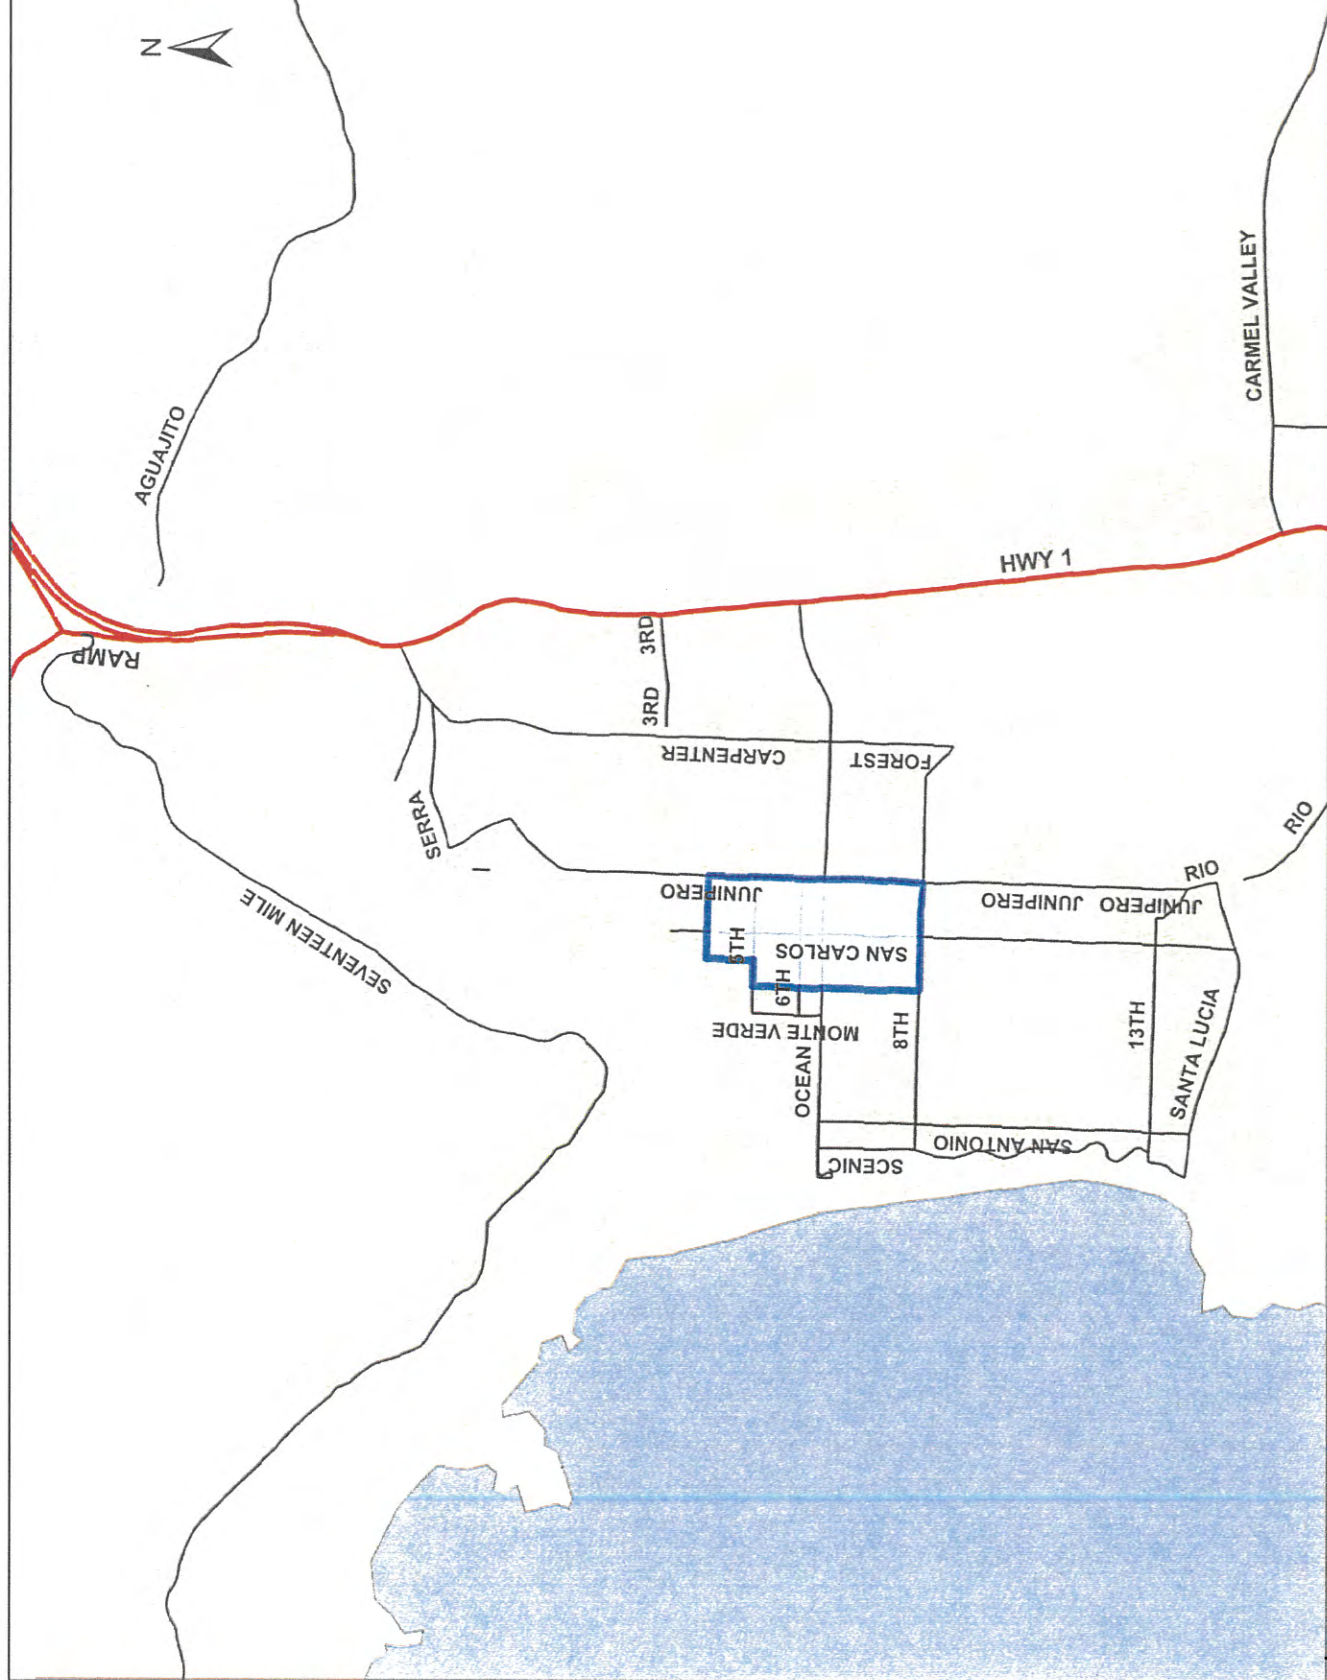 N
AGUAJITO
RAMP
SEVENTEEN MILE
SERRA
3RD
3RD
CARPENTER
FOREST
HWY 1
CARMEL VALLEY
JUNIPERO
JUNIPERO
5TH
6TH
SAN CARLOS
MONTE VERDE
OCEAN
8TH
JUNIPERO
JUNIPERO
RIO
RIO
13TH
SANTA LUCIA
SAN ANTONIO
SCENIC